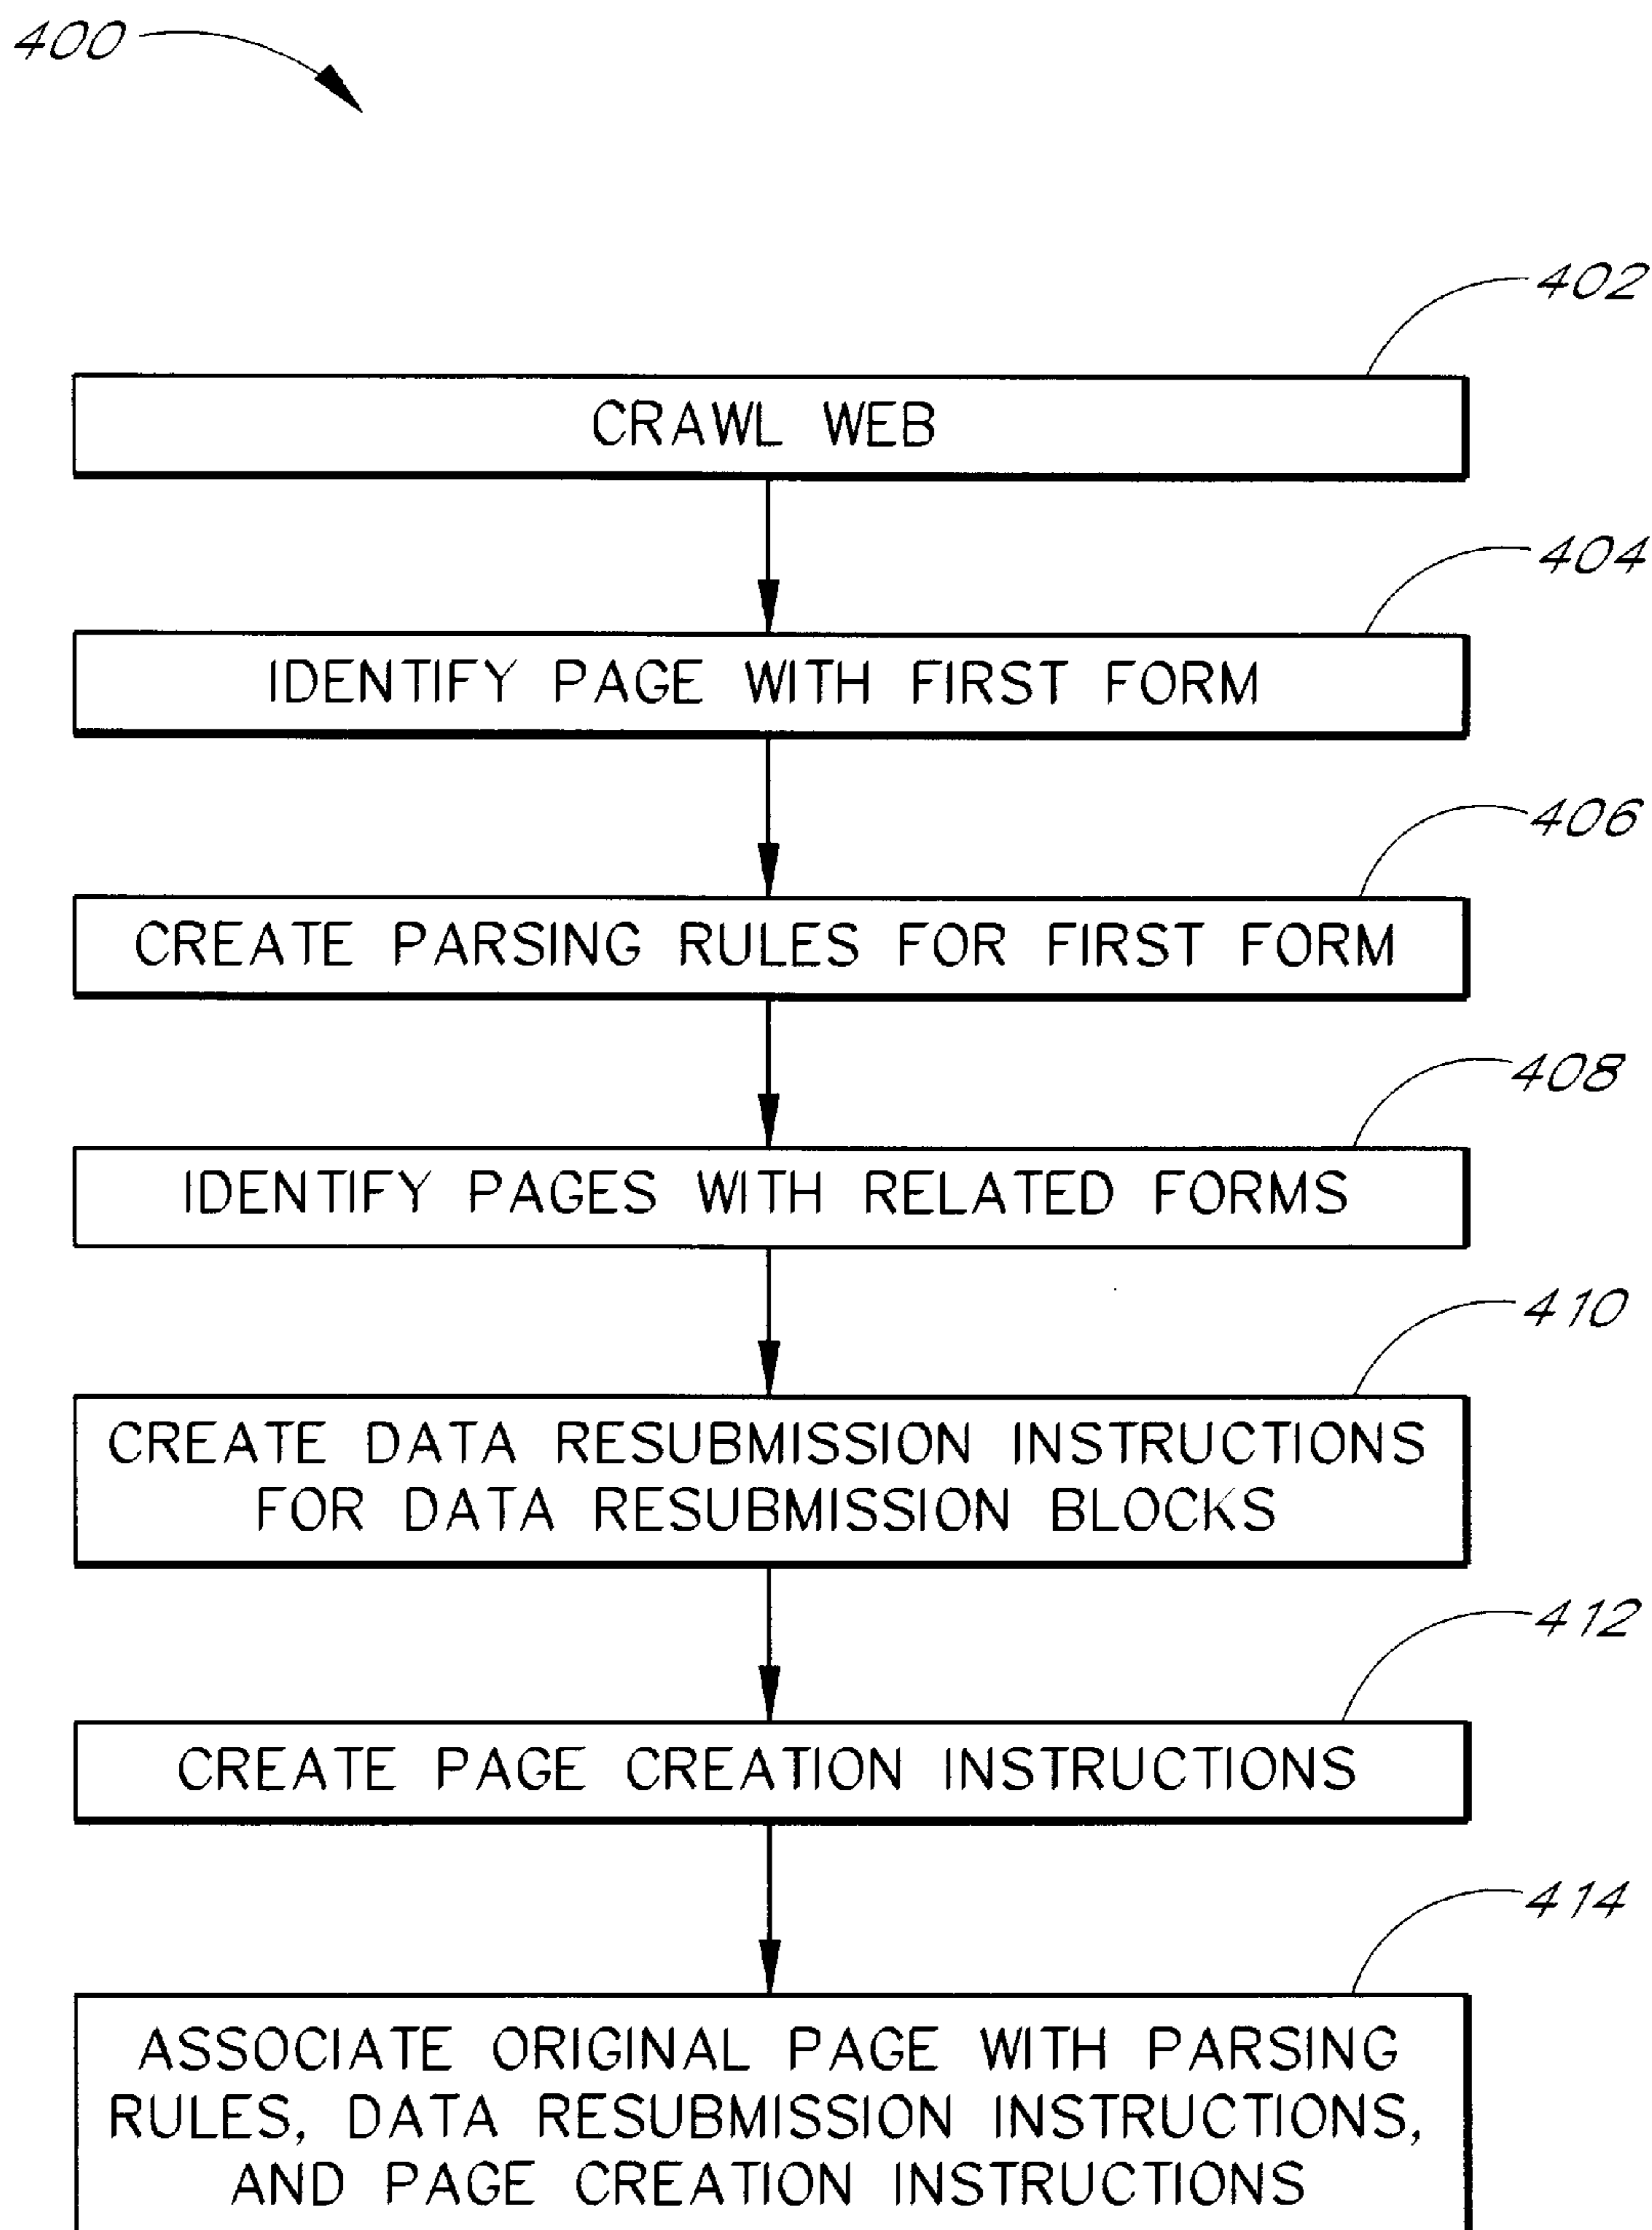 400
402
CRAWL WEB
404
IDENTIFY PAGE WITH FIRST FORM
406
CREATE PARSING RULES FOR FIRST FORM
408
IDENTIFY PAGES WITH RELATED FORMS
410
CREATE DATA RESUBMISSION INSTRUCTIONS
FOR DATA RESUBMISSION BLOCKS
412
CREATE PAGE CREATION INSTRUCTIONS
414
ASSOCIATE ORIGINAL PAGE WITH PARSING
RULES, DATA RESUBMISSION INSTRUCTIONS,
AND PAGE CREATION INSTRUCTIONS